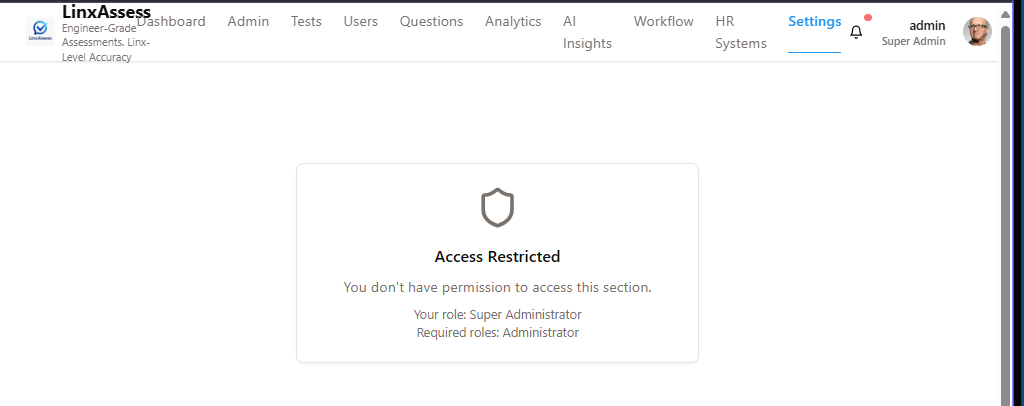 LinxAssess
Engineer-Grade
Assessments. Linx-
Level Accuracy
LinxAssess
Dashboard
Admin
Tests
Users
Questions
Analytics
AI
Insights
Workflow
HR
Systems
Settings
admin
Super Admin
Access Restricted
You don't have permission to access this section.
Your role: Super Administrator
Required roles: Administrator